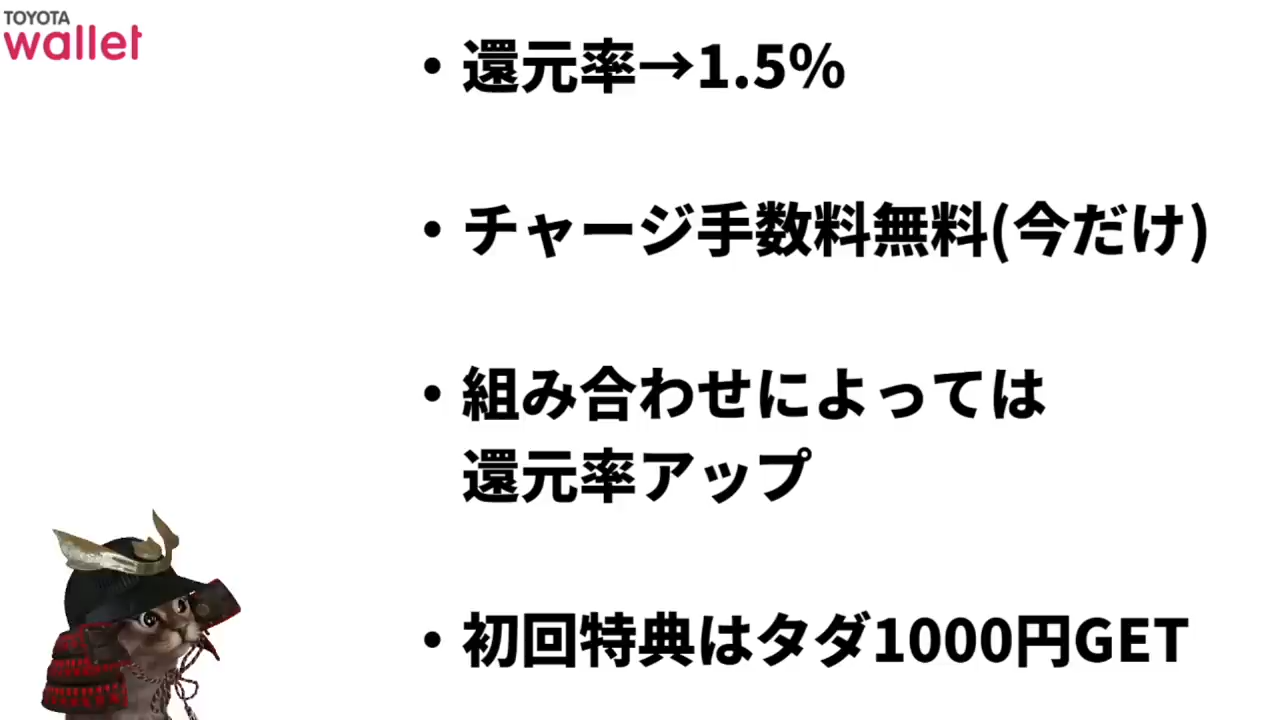 TOYOTA
wallet
・還元率→1.5%
・チャージ手数料無料(今だけ)
・組み合わせによっては
還元率アップ
・初回特典はタダ1000円GET